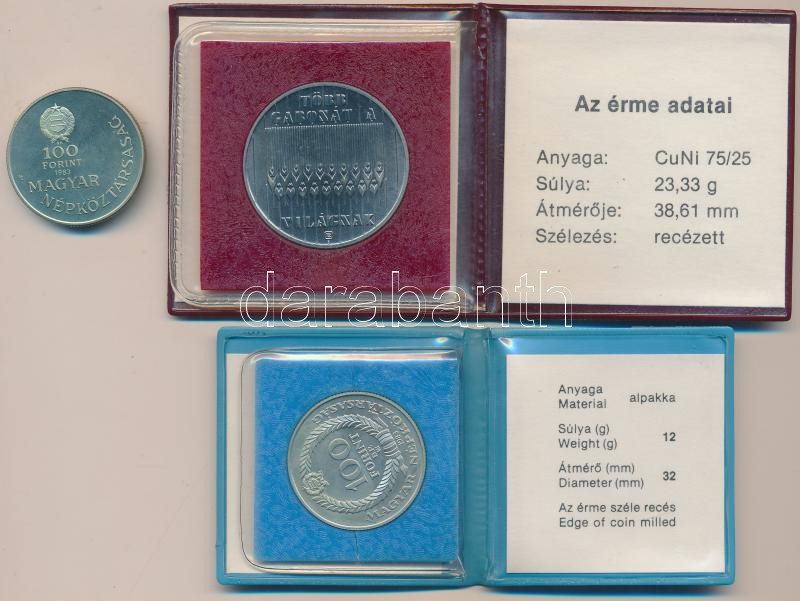 100
FORINT
1983
MAGYAR
NÉPKÖZTÁRSASÁG
TÖBB
GABONÁT A
VILÁGNAK
Az érme adatai
Anyaga: CuNi 75/25
Súlya: 23,33 g
Átmérője: 38,61 mm
Szélezés: recézett
darabanth
MAGYAR NÉPKÖZTÁRSASÁG
100
FORINT
BP.
Anyaga
Material alpakka
Súlya (g)
Weight (g) 12
Átmérő (mm)
Diameter (mm) 32
Az érme széle recés
Edge of coin milled